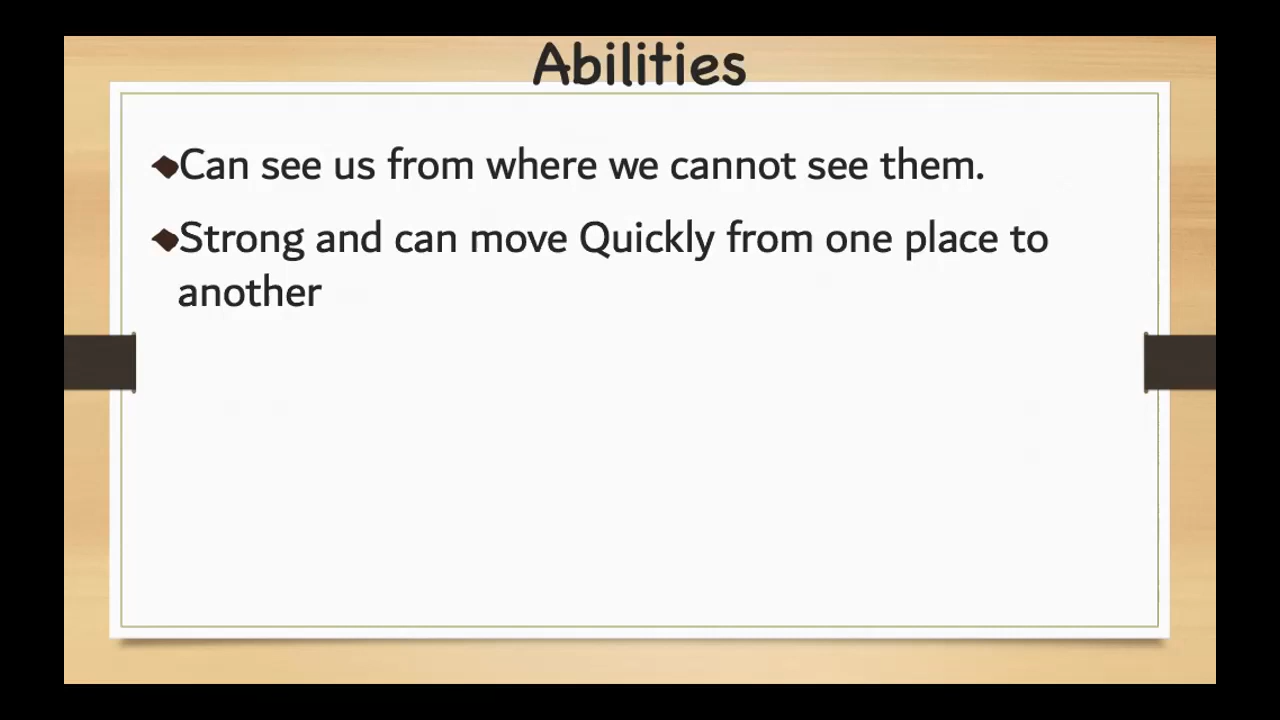 Abilities
Can see us from where we cannot see them.
Strong and can move Quickly from one place to
another